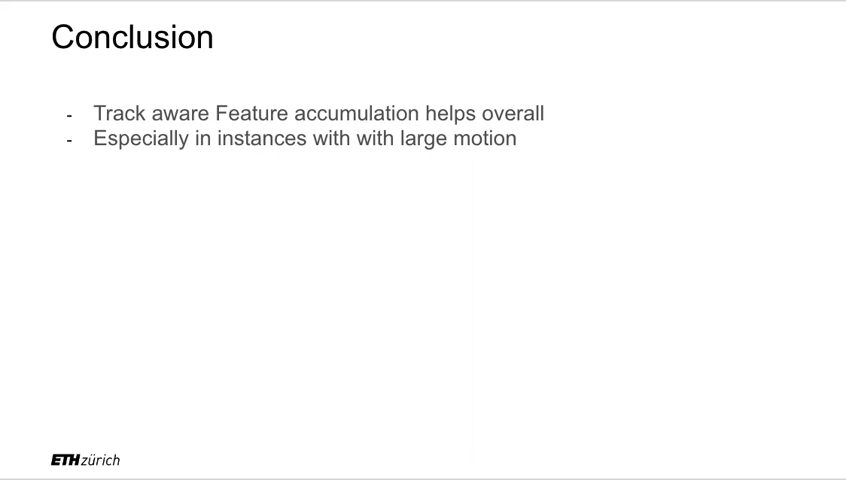 Conclusion
- Track aware Feature accumulation helps overall
- Especially in instances with with large motion
ETH zürich